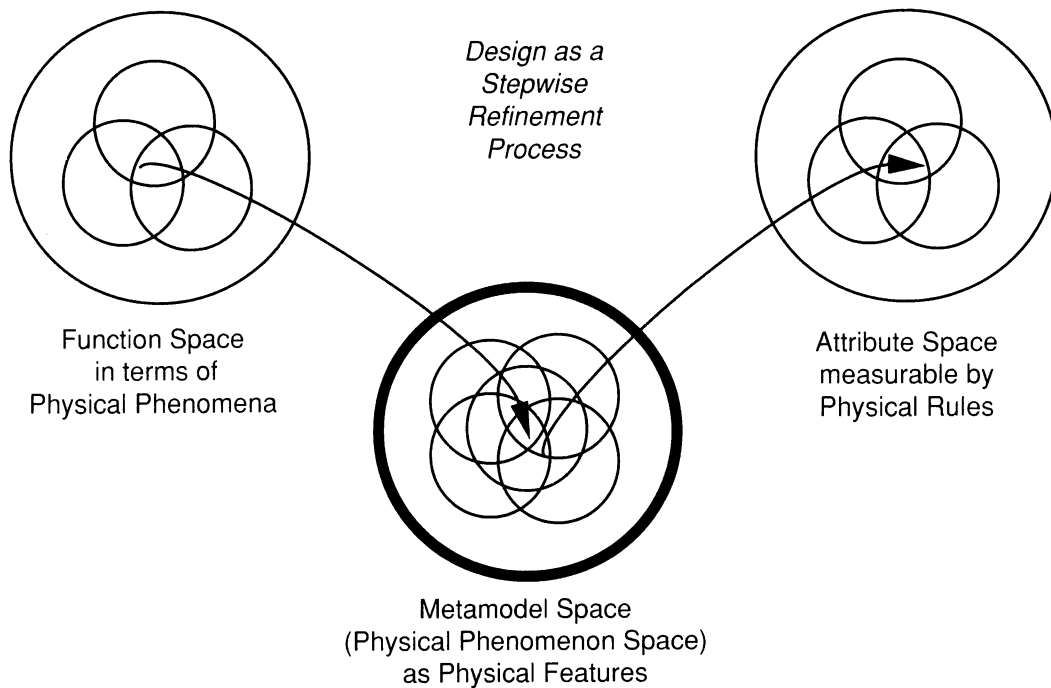 Design as a
Stepwise
Refinement
Process
Function Space
in terms of
Physical Phenomena
Attribute Space
measurable by
Physical Rules
Metamodel Space
(Physical Phenomenon Space)
as Physical Features